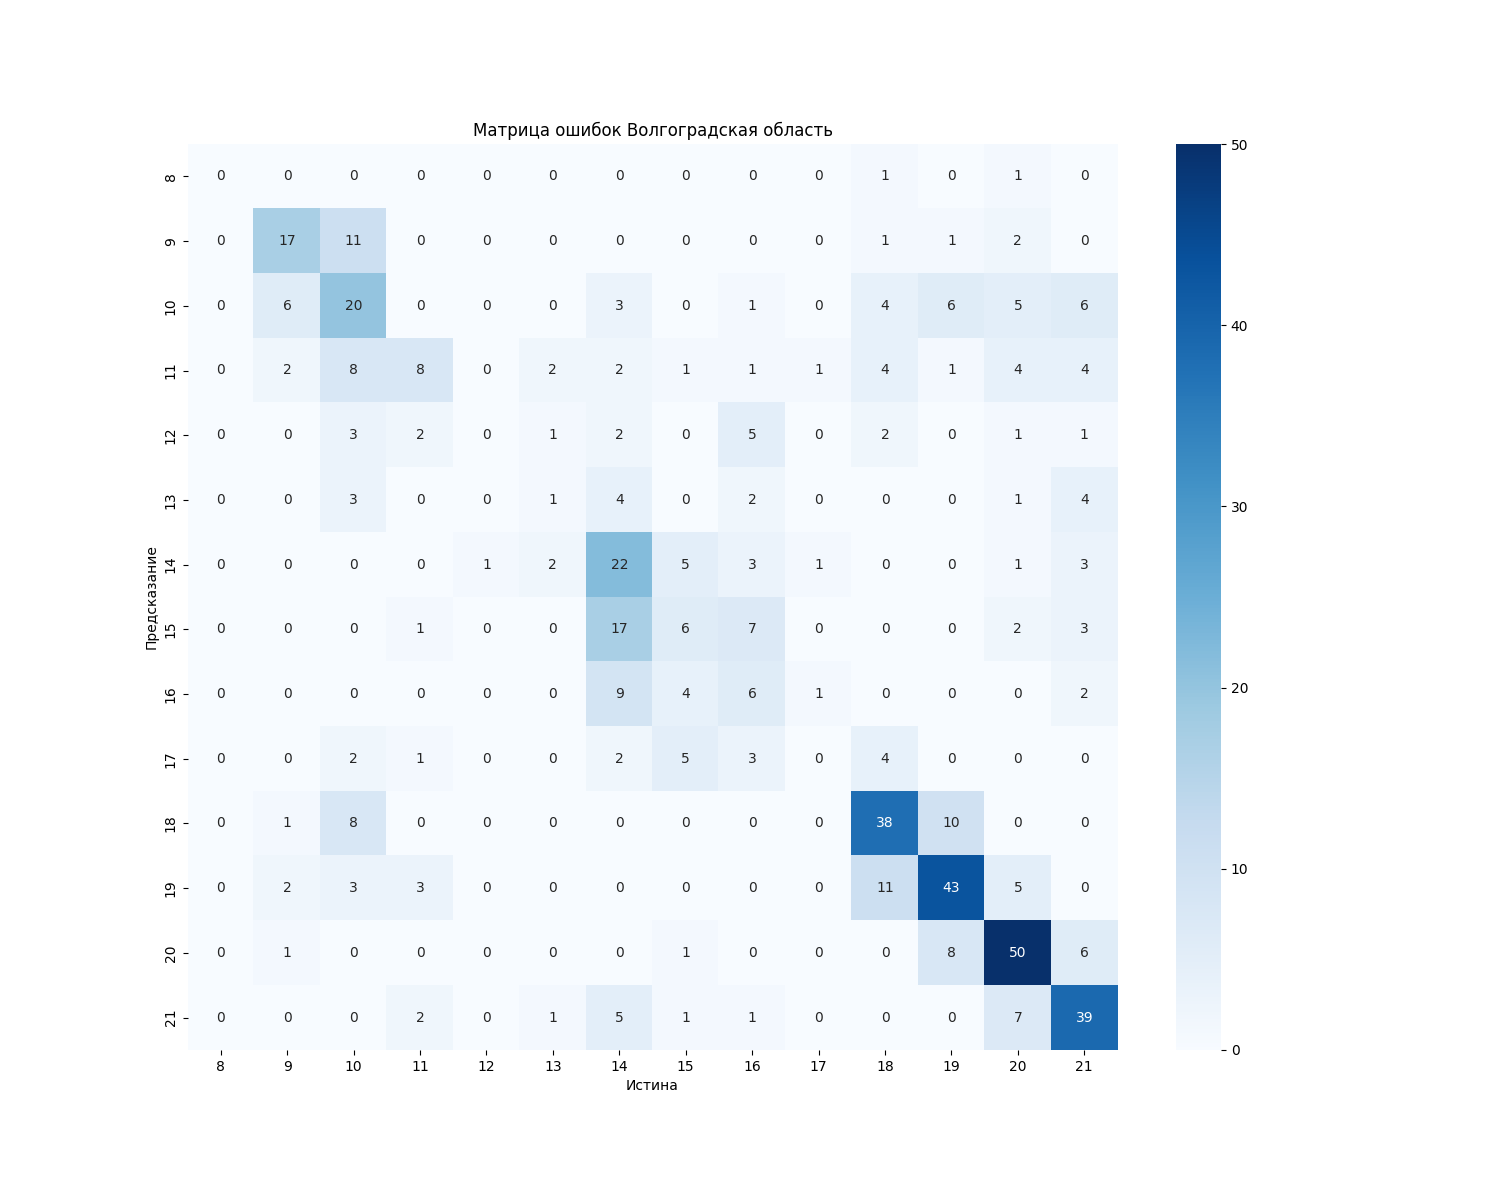 Матрица ошибок Волгоградская область
8 0 0 0 0 0 0 0 0 0 0 1 0 1 0
9 0 17 11 0 0 0 0 0 0 0 1 1 2 0
10 0 6 20 0 0 0 3 0 1 0 4 6 5 6
11 0 2 8 8 0 2 2 1 1 1 4 1 4 4
12 0 0 3 2 0 1 2 0 5 0 2 0 1 1
13 0 0 3 0 0 1 4 0 2 0 0 0 1 4
14 0 0 0 0 1 2 22 5 3 1 0 0 1 3
15 0 0 0 1 0 0 17 6 7 0 0 0 2 3
16 0 0 0 0 0 0 9 4 6 1 0 0 0 2
17 0 0 2 1 0 0 2 5 3 0 4 0 0 0
18 0 1 8 0 0 0 0 0 0 0 38 10 0 0
19 0 2 3 3 0 0 0 0 0 0 11 43 5 0
20 0 1 0 0 0 0 0 1 0 0 0 8 50 6
21 0 0 0 2 0 1 5 1 1 0 0 0 7 39
8 9 10 11 12 13 14 15 16 17 18 19 20 21
Истина
Предсказание
50
40
30
20
10
0